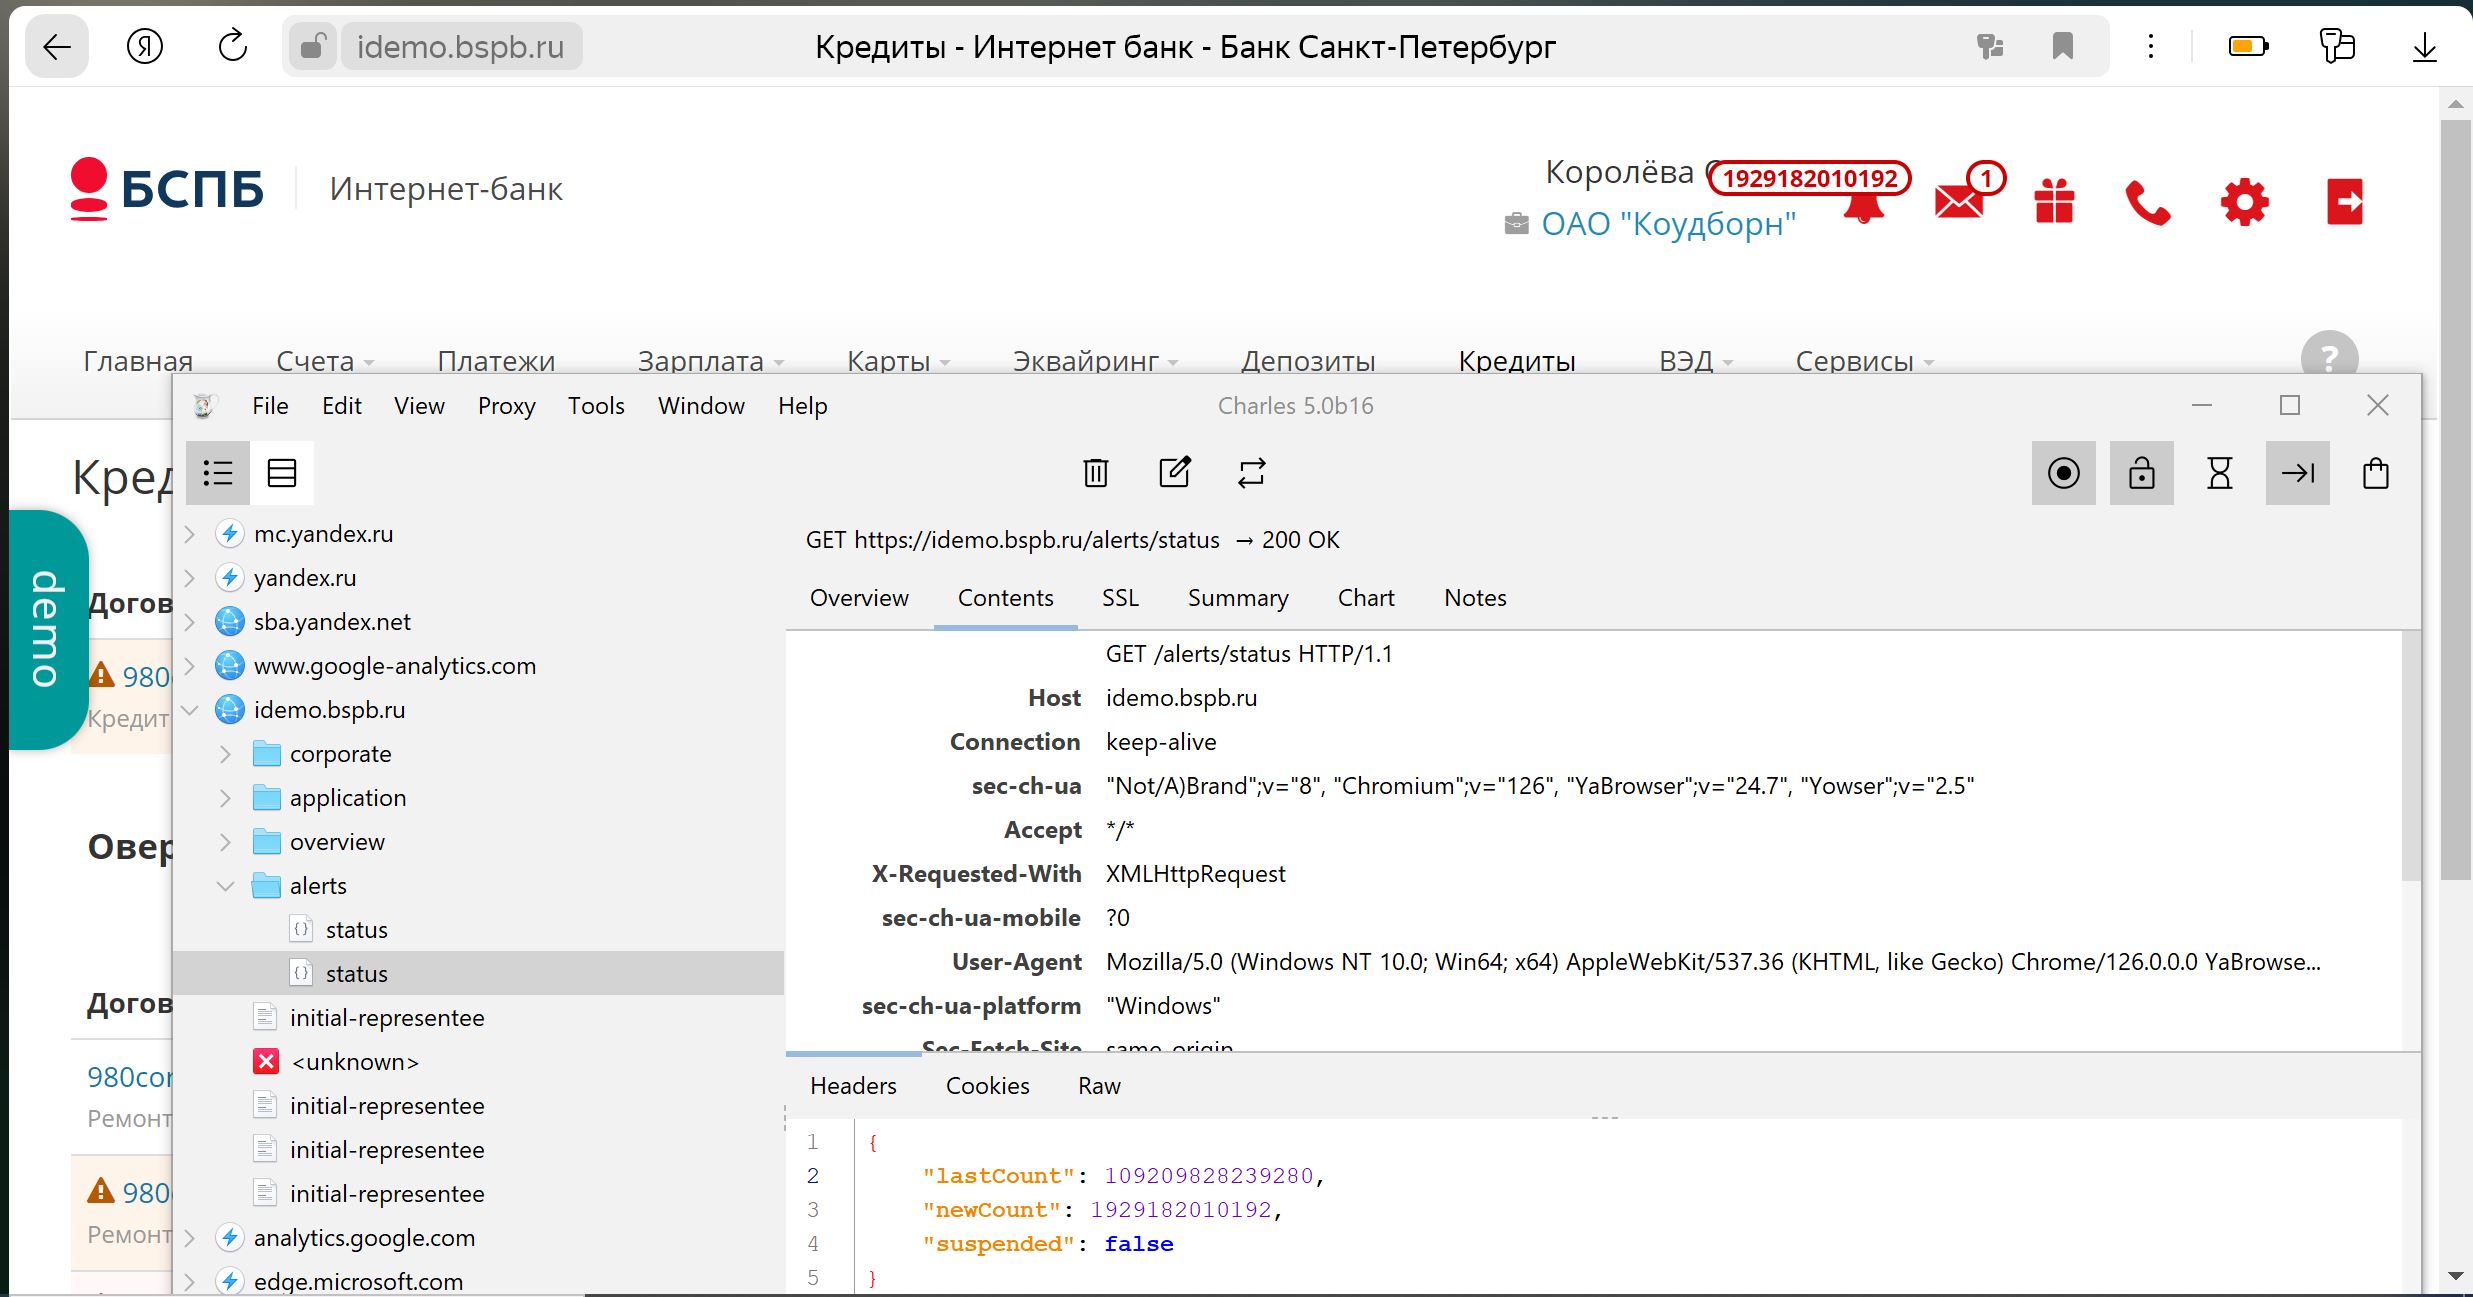 Я
idemo.bspb.ru
Кредиты - Интернет банк - Банк Санкт-Петербург
БСПБ
Интернет-банк
Королёва
1929182010192
1
ОАО "Коудборн"
Главная
Счета
Платежи
Зарплата
Карты
Эквайринг
Депозиты
Кредиты
ВЭД
Сервисы
?
File
Edit
View
Proxy
Tools
Window
Help
Charles 5.0b16
Кред
demo
Догов
980
Кредит
Овер
Догов
980cor
Ремонт
980
Ремонт
mc.yandex.ru
yandex.ru
sba.yandex.net
www.google-analytics.com
idemo.bspb.ru
corporate
application
overview
alerts
status
status
initial-representee
<unknown>
initial-representee
initial-representee
initial-representee
analytics.google.com
edge.microsoft.com
GET https://idemo.bspb.ru/alerts/status → 200 OK
Overview
Contents
SSL
Summary
Chart
Notes
GET /alerts/status HTTP/1.1
Host idemo.bspb.ru
Connection keep-alive
sec-ch-ua "Not/A)Brand";v="8", "Chromium";v="126", "YaBrowser";v="24.7", "Yowser";v="2.5"
Accept */*
X-Requested-With XMLHttpRequest
sec-ch-ua-mobile ?0
User-Agent Mozilla/5.0 (Windows NT 10.0; Win64; x64) AppleWebKit/537.36 (KHTML, like Gecko) Chrome/126.0.0.0 YaBrowse...
sec-ch-ua-platform "Windows"
Sec-Fetch-Site same-origin
Headers
Cookies
Raw
1 {
2 "lastCount": 109209828239280,
3 "newCount": 1929182010192,
4 "suspended": false
5 }